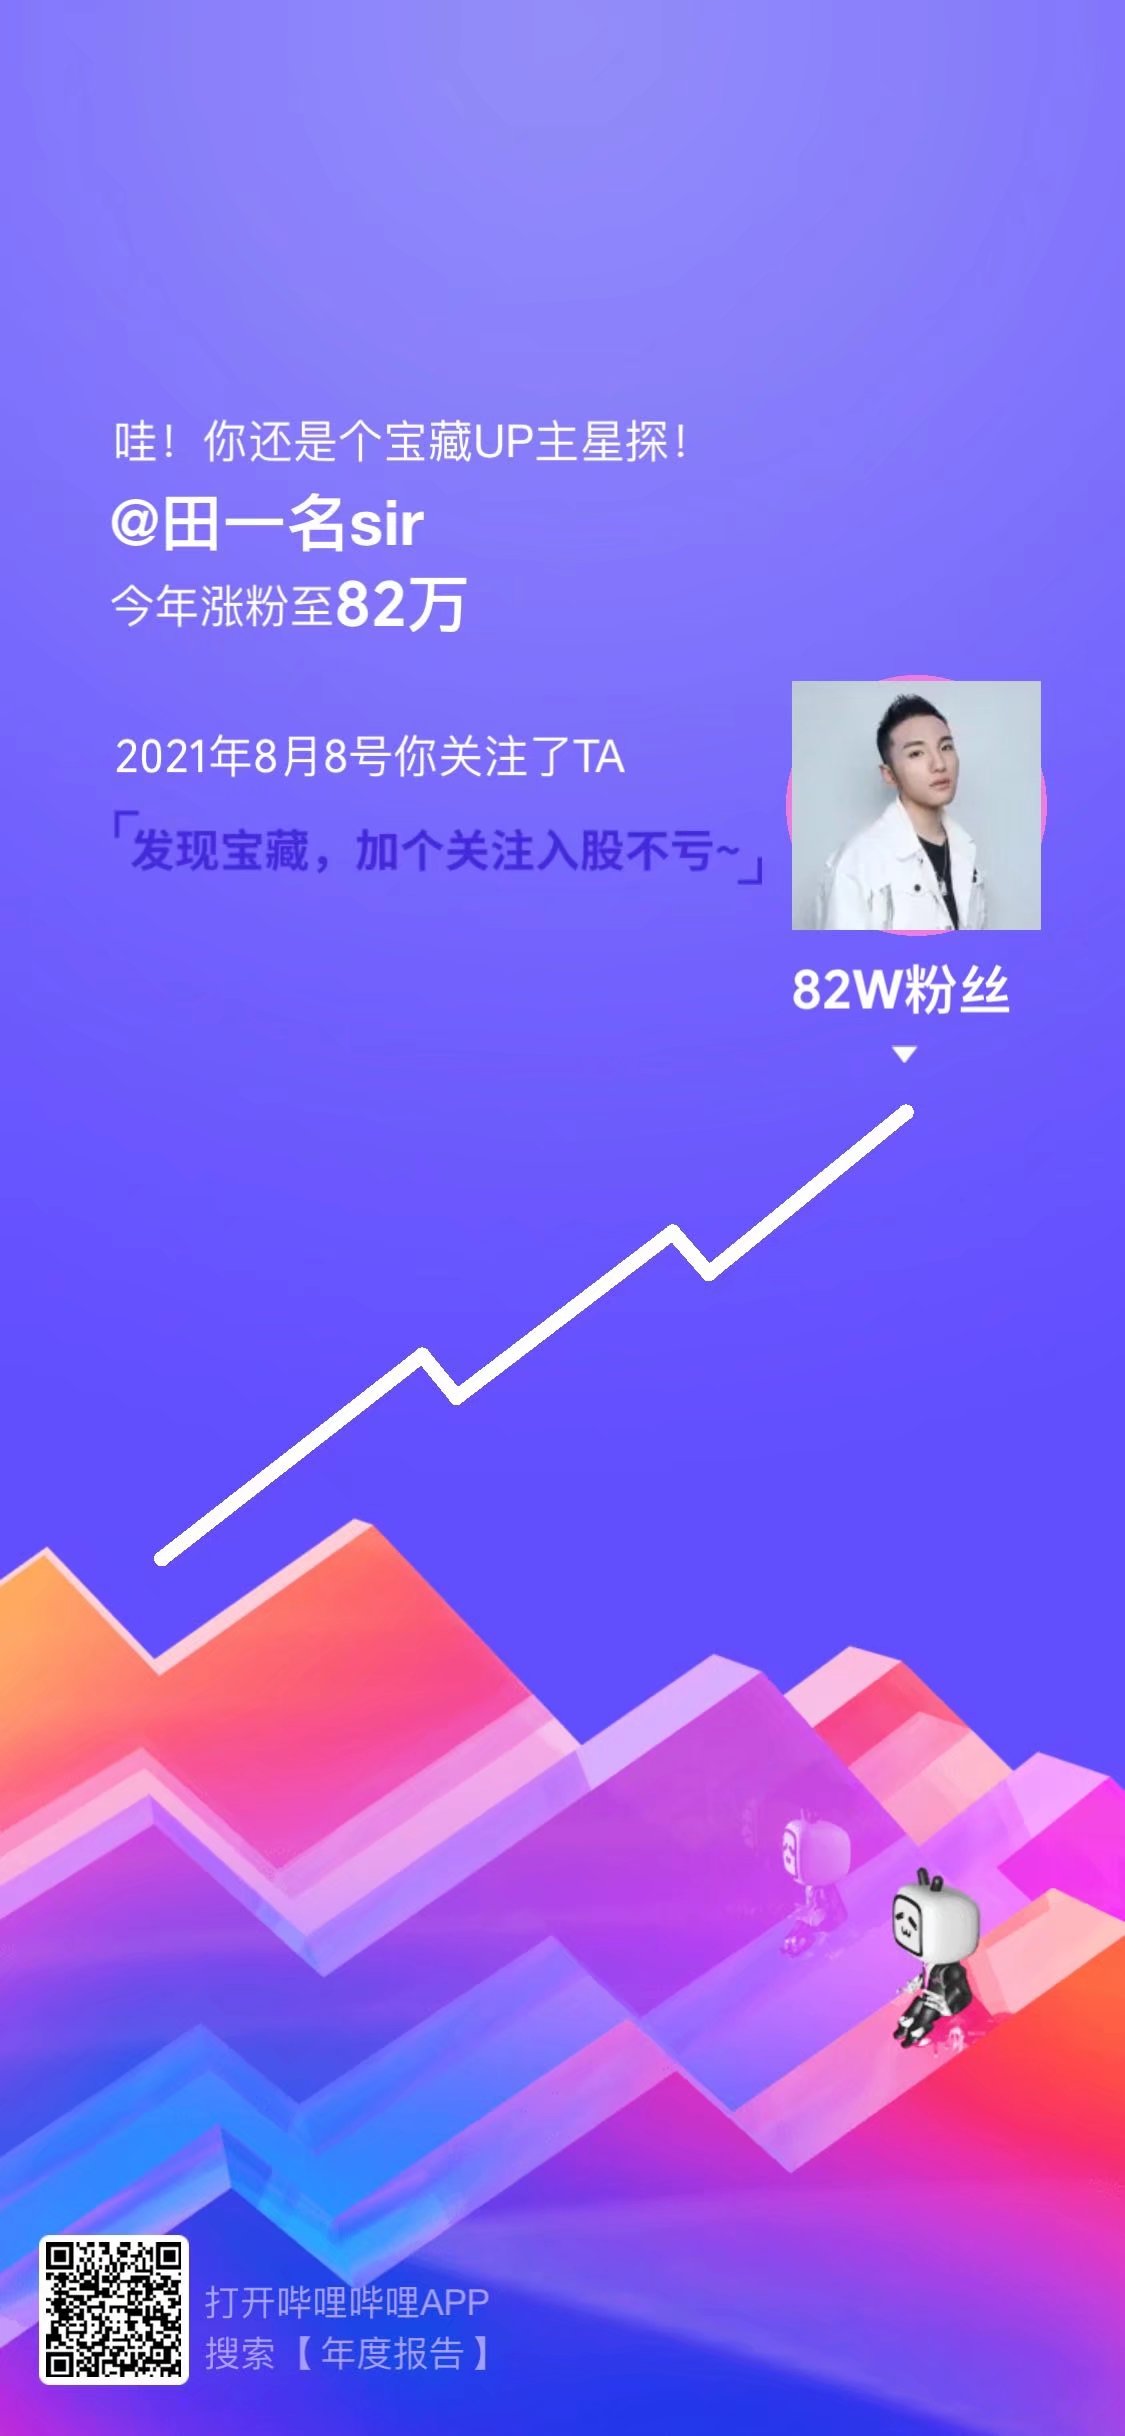 哇！你还是个宝藏UP主星探！
@田一名sir
今年涨粉至82万
2021年8月8号你关注了TA
「发现宝藏，加个关注入股不亏~」
82W粉丝
打开哔哩哔哩APP
搜索【年度报告】